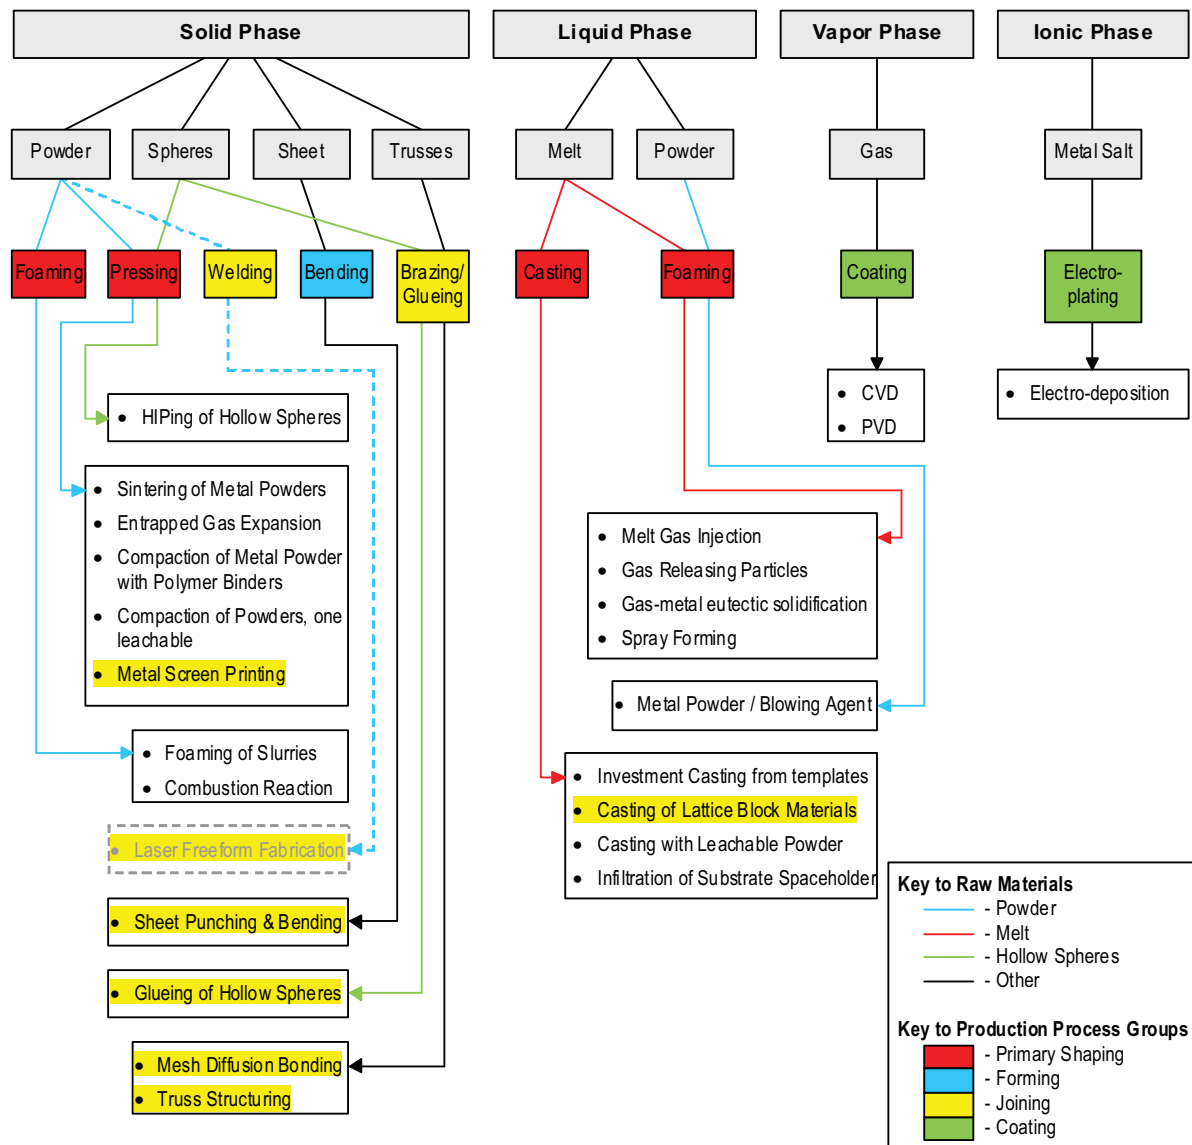 Solid Phase
Liquid Phase
Vapor Phase
Ionic Phase
Powder
Spheres
Sheet
Trusses
Melt
Powder
Gas
Metal Salt
Foaming
Pressing
Welding
Bending
Brazing/
Glueing
Casting
Foaming
Coating
Electro-
plating
• HIPing of Hollow Spheres
• Sintering of Metal Powders
• Entrapped Gas Expansion
• Compaction of Metal Powder
with Polymer Binders
• Compaction of Powders, one
leachable
• Metal Screen Printing
• Foaming of Slurries
• Combustion Reaction
• Laser Freeform Fabrication
• Sheet Punching & Bending
• Glueing of Hollow Spheres
• Mesh Diffusion Bonding
• Truss Structuring
• Melt Gas Injection
• Gas Releasing Particles
• Gas-metal eutectic solidification
• Spray Forming
• Metal Powder / Blowing Agent
• Investment Casting from templates
• Casting of Lattice Block Materials
• Casting with Leachable Powder
• Infiltration of Substrate Spaceholder
• CVD
• PVD
• Electro-deposition
Key to Raw Materials
- Powder
- Melt
- Hollow Spheres
- Other
Key to Production Process Groups
- Primary Shaping
- Forming
- Joining
- Coating